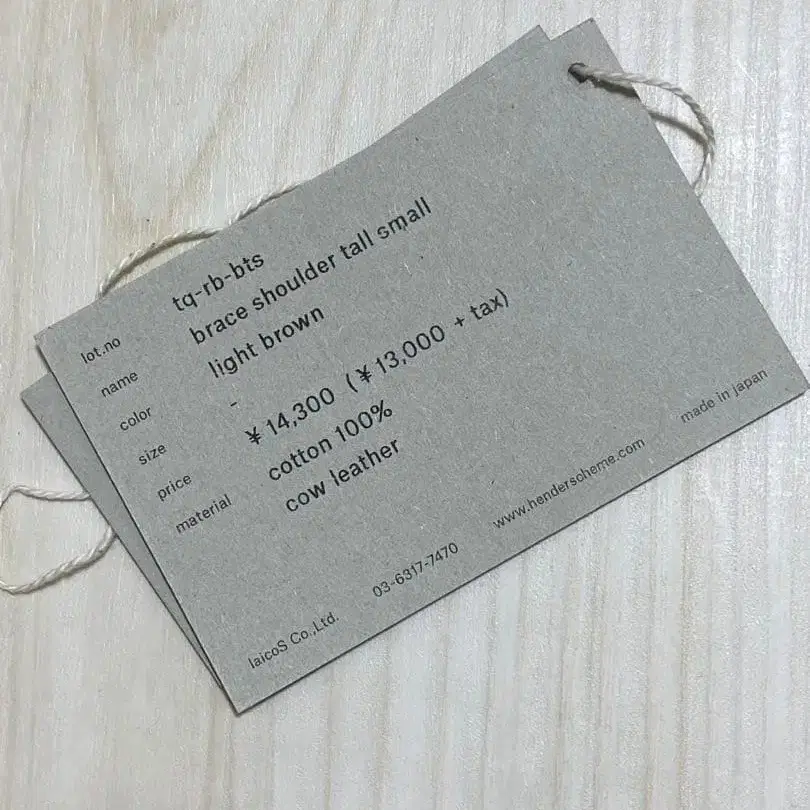 lot.no tq-rb-bts
name brace shoulder tall small
color light brown
size -
price ¥14,300 (¥13,000 + tax)
material cotton 100%
cow leather
laicoS Co.,Ltd. 03-6317-7470 www.henderscheme.com made in japan